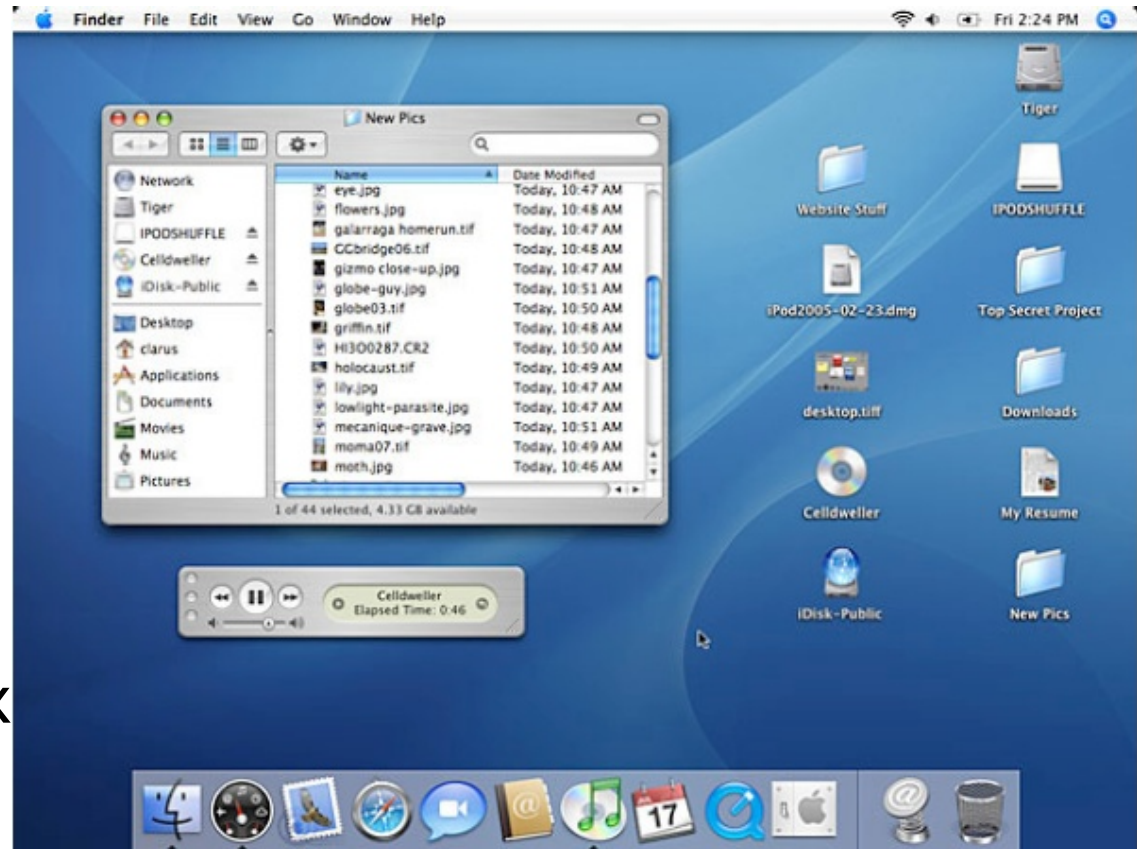 Finder File Edit View Go Window Help
Fri 2:24 PM
New Pics
Network
Tiger
IPODSHUFFLE
Celldweller
iDisk-Public
Desktop
clarus
Applications
Documents
Movies
Music
Pictures
Name Date Modified
eye.jpg Today, 10:47 AM
flowers.jpg Today, 10:48 AM
galarraga homerun.tif Today, 10:47 AM
GGbridge06.tif Today, 10:48 AM
gizmo close-up.jpg Today, 10:47 AM
globe-guy.jpg Today, 10:51 AM
globe03.tif Today, 10:50 AM
griffin.tif Today, 10:48 AM
HI3O0287.CR2 Today, 10:50 AM
holocaust.tif Today, 10:49 AM
lily.jpg Today, 10:47 AM
lowlight-parasite.jpg Today, 10:47 AM
mecanique-grave.jpg Today, 10:51 AM
moma07.tif Today, 10:49 AM
moth.jpg Today, 10:46 AM
1 of 44 selected, 4.33 GB available
Tiger
Website Stuff
IPODSHUFFLE
iPod2005-02-23.dmg
Top Secret Project
desktop.tiff
Downloads
Celldweller
My Resume
iDisk-Public
New Pics
Celldweller
Elapsed Time: 0:46
X
@
17
@